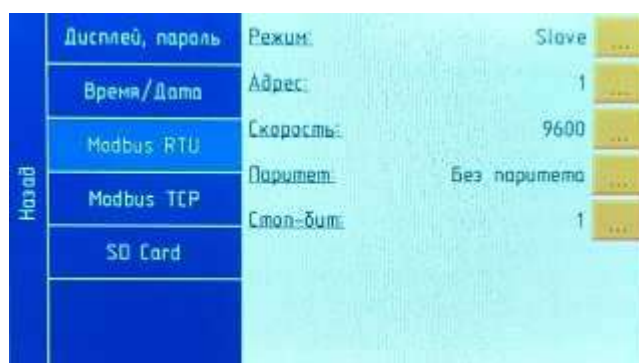 Назад
Дисплей, пароль
Время/Дата
Modbus RTU
Modbus TCP
SD Card
Режим: Slave ...
Адрес: 1 ...
Скорость: 9600 ...
Паритет Без паритета ...
Стоп-бит: 1 ...